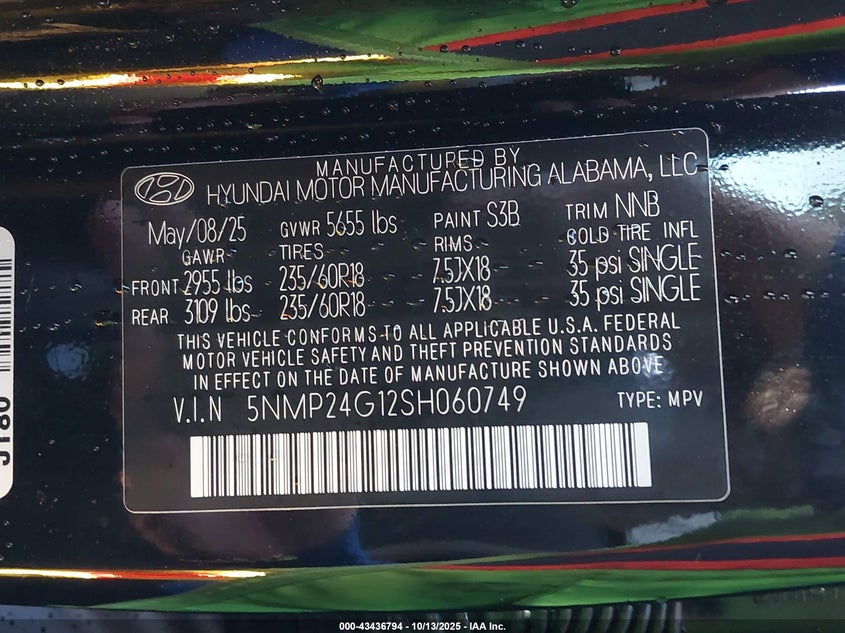 MANUFACTURED BY
HYUNDAI MOTOR MANUFACTURING ALABAMA, LLC
May/08/25 GVWR 5655 lbs PAINT S3B TRIM NNB
GAWR TIRES RIMS COLD TIRE INFL
FRONT 2955 lbs 235/60R18 7.5JX18 35 psi SINGLE
REAR 3109 lbs 235/60R18 7.5JX18 35 psi SINGLE
THIS VEHICLE CONFORMS TO ALL APPLICABLE U.S.A. FEDERAL
MOTOR VEHICLE SAFETY AND THEFT PREVENTION STANDARDS
IN EFFECT ON THE DATE OF MANUFACTURE SHOWN ABOVE
V.I.N 5NMP24G12SH060749 TYPE: MPV
000-43436794 - 10/13/2025 - IAA Inc.